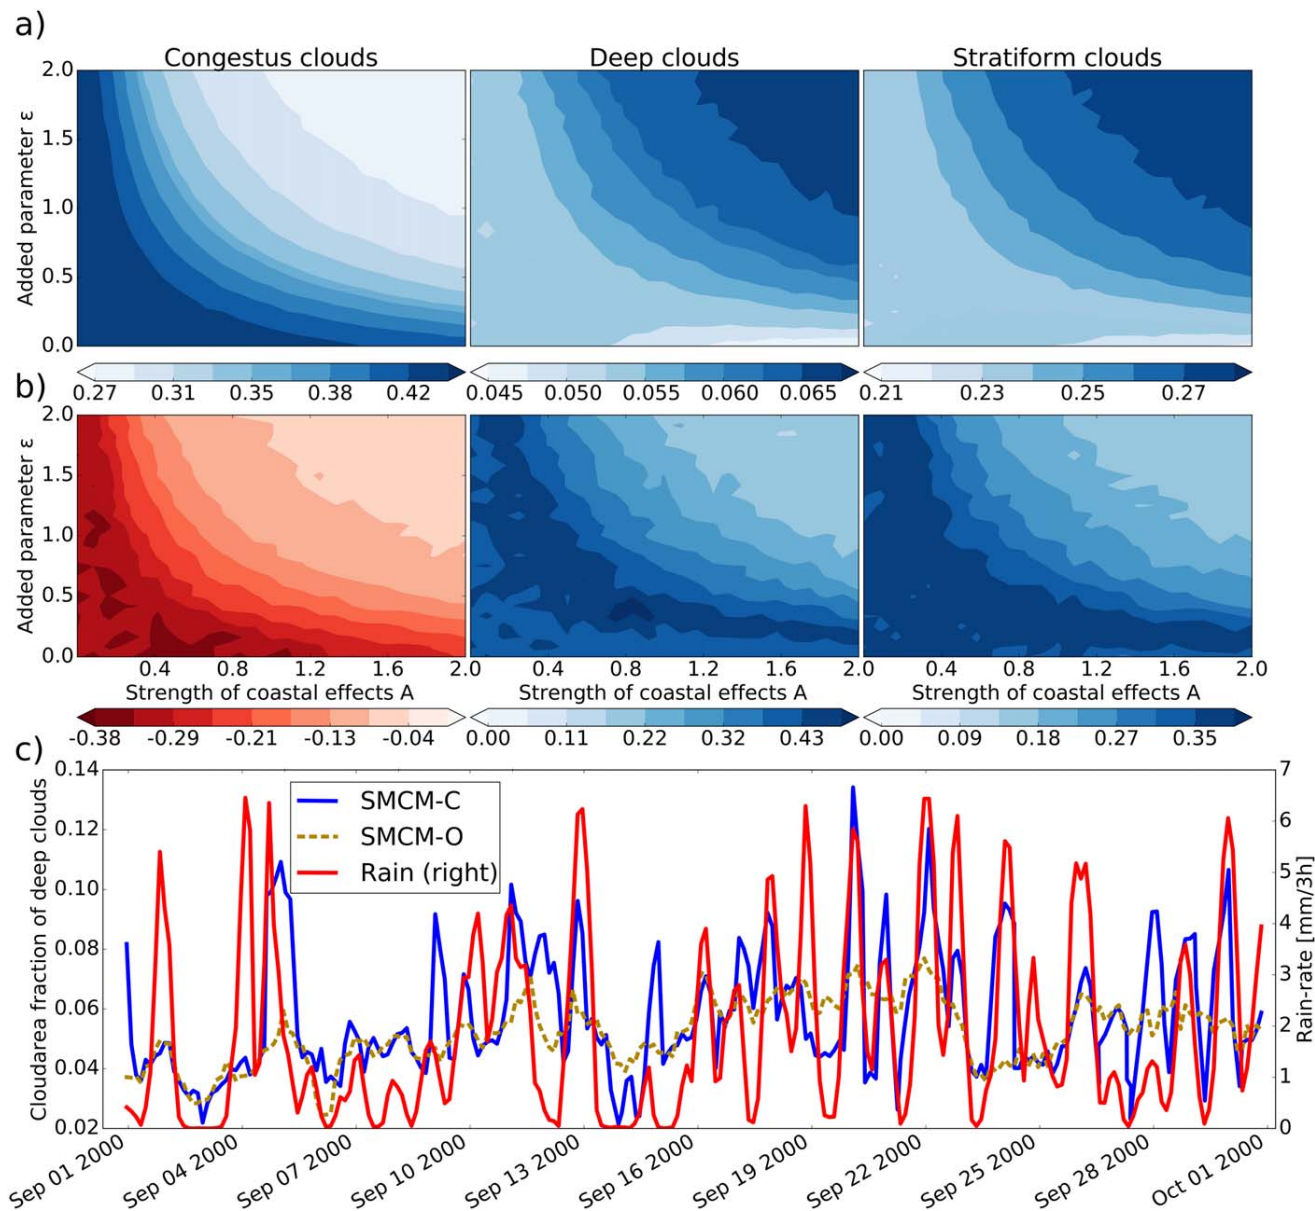 a)
Congestus clouds Deep clouds Stratiform clouds
2.0
1.5
1.0
0.5
0.0
Added parameter ε
0.27 0.31 0.35 0.38 0.42
0.045 0.050 0.055 0.060 0.065
0.21 0.23 0.25 0.27
b)
2.0
1.5
1.0
0.5
0.0
Added parameter ε
0.4 0.8 1.2 1.6 2.0
0.4 0.8 1.2 1.6 2.0
0.4 0.8 1.2 1.6 2.0
Strength of coastal effects A Strength of coastal effects A Strength of coastal effects A
-0.38 -0.29 -0.21 -0.13 -0.04
0.00 0.11 0.22 0.32 0.43
0.00 0.09 0.18 0.27 0.35
c)
0.14
0.12
0.10
0.08
0.06
0.04
0.02
Cloudarea fraction of deep clouds
SMCM-C
SMCM-O
Rain (right)
7
6
5
4
3
2
1
0
Rain-rate [mm/3h]
Sep 01 2000
Sep 04 2000
Sep 07 2000
Sep 10 2000
Sep 13 2000
Sep 16 2000
Sep 19 2000
Sep 22 2000
Sep 25 2000
Sep 28 2000
Oct 01 2000